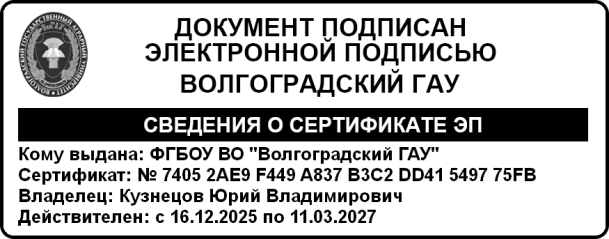 ДОКУМЕНТ ПОДПИСАН
ЭЛЕКТРОННОЙ ПОДПИСЬЮ
ВОЛГОГРАДСКИЙ ГАУ
СВЕДЕНИЯ О СЕРТИФИКАТЕ ЭП
Кому выдана: ФГБОУ ВО "Волгоградский ГАУ"
Сертификат: № 7405 2AE9 F449 A837 B3C2 DD41 5497 75FB
Владелец: Кузнецов Юрий Владимирович
Действителен: с 16.12.2025 по 11.03.2027